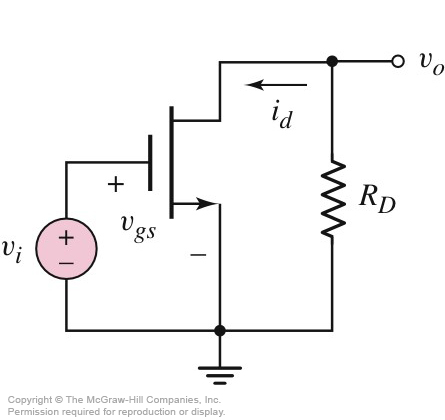 v_o
i_d
+
v_gs
−
R_D
v_i
+
−
Copyright © The McGraw-Hill Companies, Inc.
Permission required for reproduction or display.